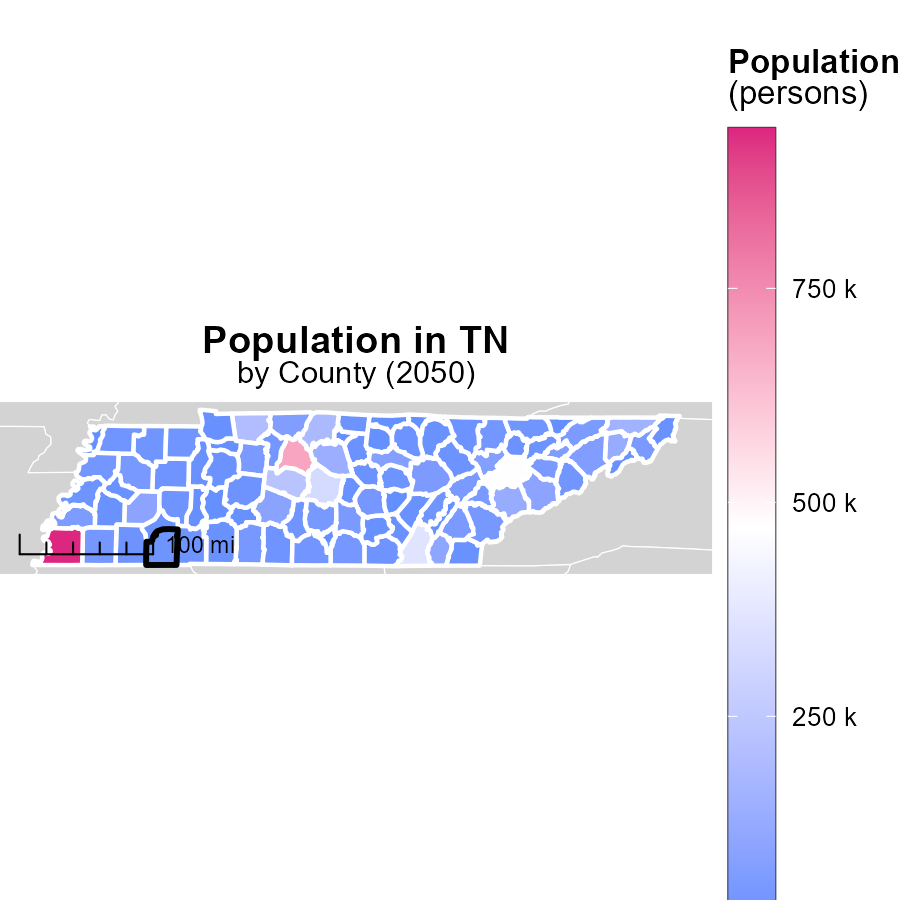 Population
(persons)
750 k
500 k
250 k
Population in TN
by County (2050)
100 mi